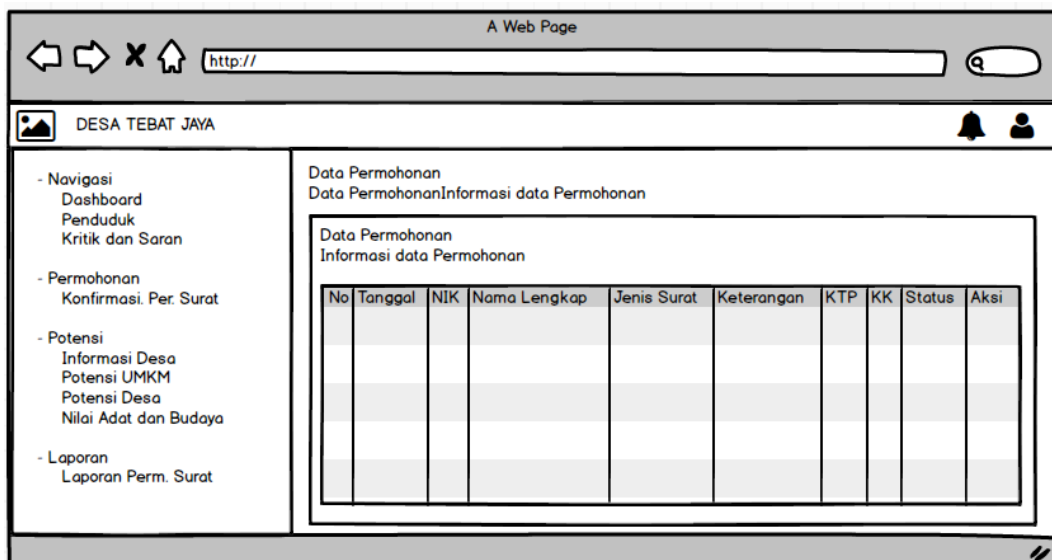 A Web Page
http://
DESA TEBAT JAYA
- Navigasi
Dashboard
Penduduk
Kritik dan Saran
- Permohonan
Konfirmasi. Per. Surat
- Potensi
Informasi Desa
Potensi UMKM
Potensi Desa
Nilai Adat dan Budaya
- Laporan
Laporan Perm. Surat
Data Permohonan
Data PermohonanInformasi data Permohonan
Data Permohonan
Informasi data Permohonan
No Tanggal NIK Nama Lengkap Jenis Surat Keterangan KTP KK Status Aksi